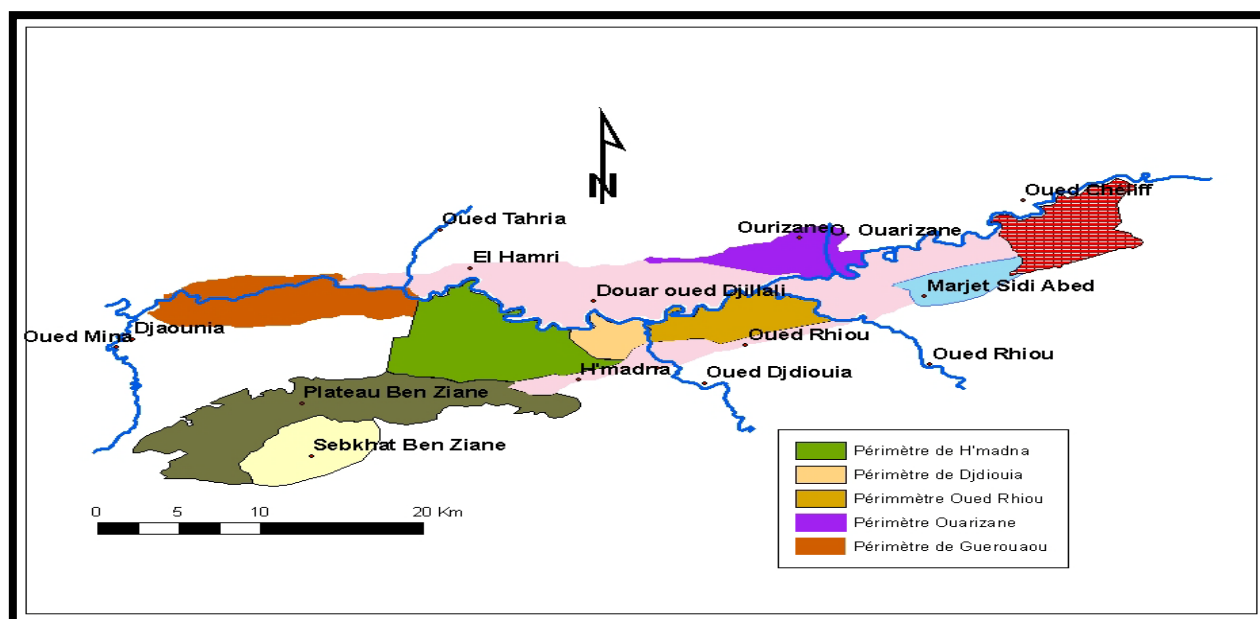 N
Oued Cheliff
Oued Tahria
Ourizane
O. Ouarizane
El Hamri
Marjet Sidi Abed
Douar oued Djillali
Djaounia
Oued Mina
Oued Rhiou
Oued Rhiou
H'madna
Oued Djdiouia
Plateau Ben Ziane
Sebkhat Ben Ziane
0 5 10 20 Km
Périmètre de H'madna
Périmètre de Djdiouia
Périmmètre Oued Rhiou
Périmètre Ouarizane
Périmètre de Guerouaou